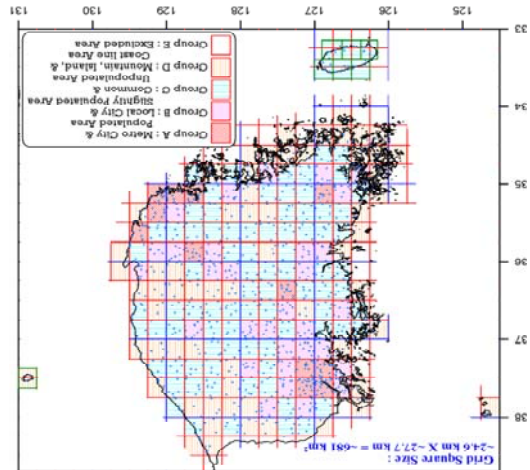 Grid Square Size :
~24.6 km X ~27.7 km = ~681 km²
38
37
36
35
34
33
Group A : Metro City &
Populated Area
Group B : Local City &
Slightly Populated Area
Group C : Common &
Unpopulated Area
Group D : Mountain, Island, &
Coast line
Group E : Excluded Area
125 126 127 128 129 130 131